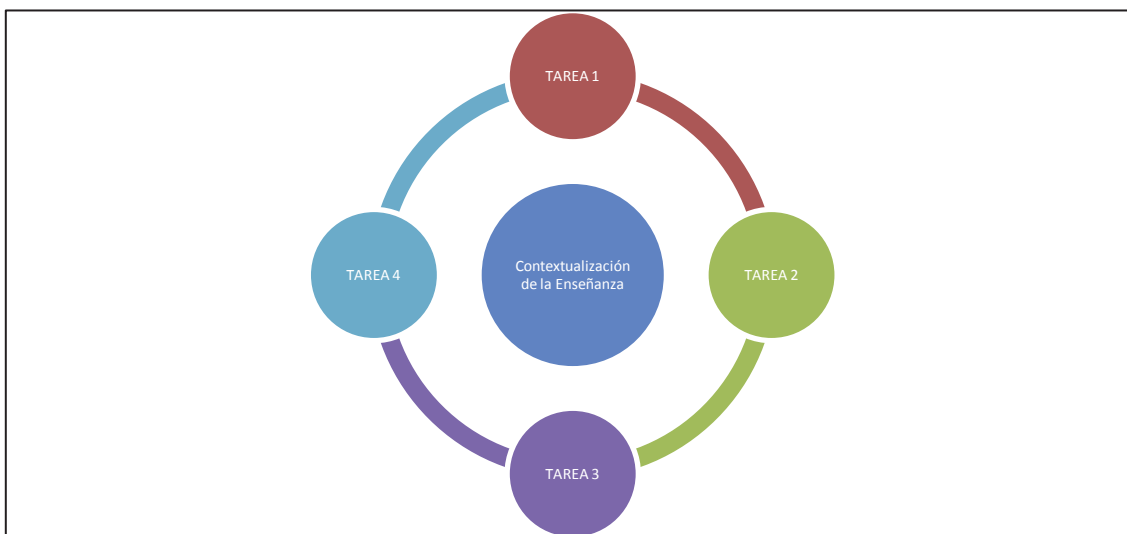 TAREA 1
TAREA 4
Contextualización
de la Enseñanza
TAREA 2
TAREA 3